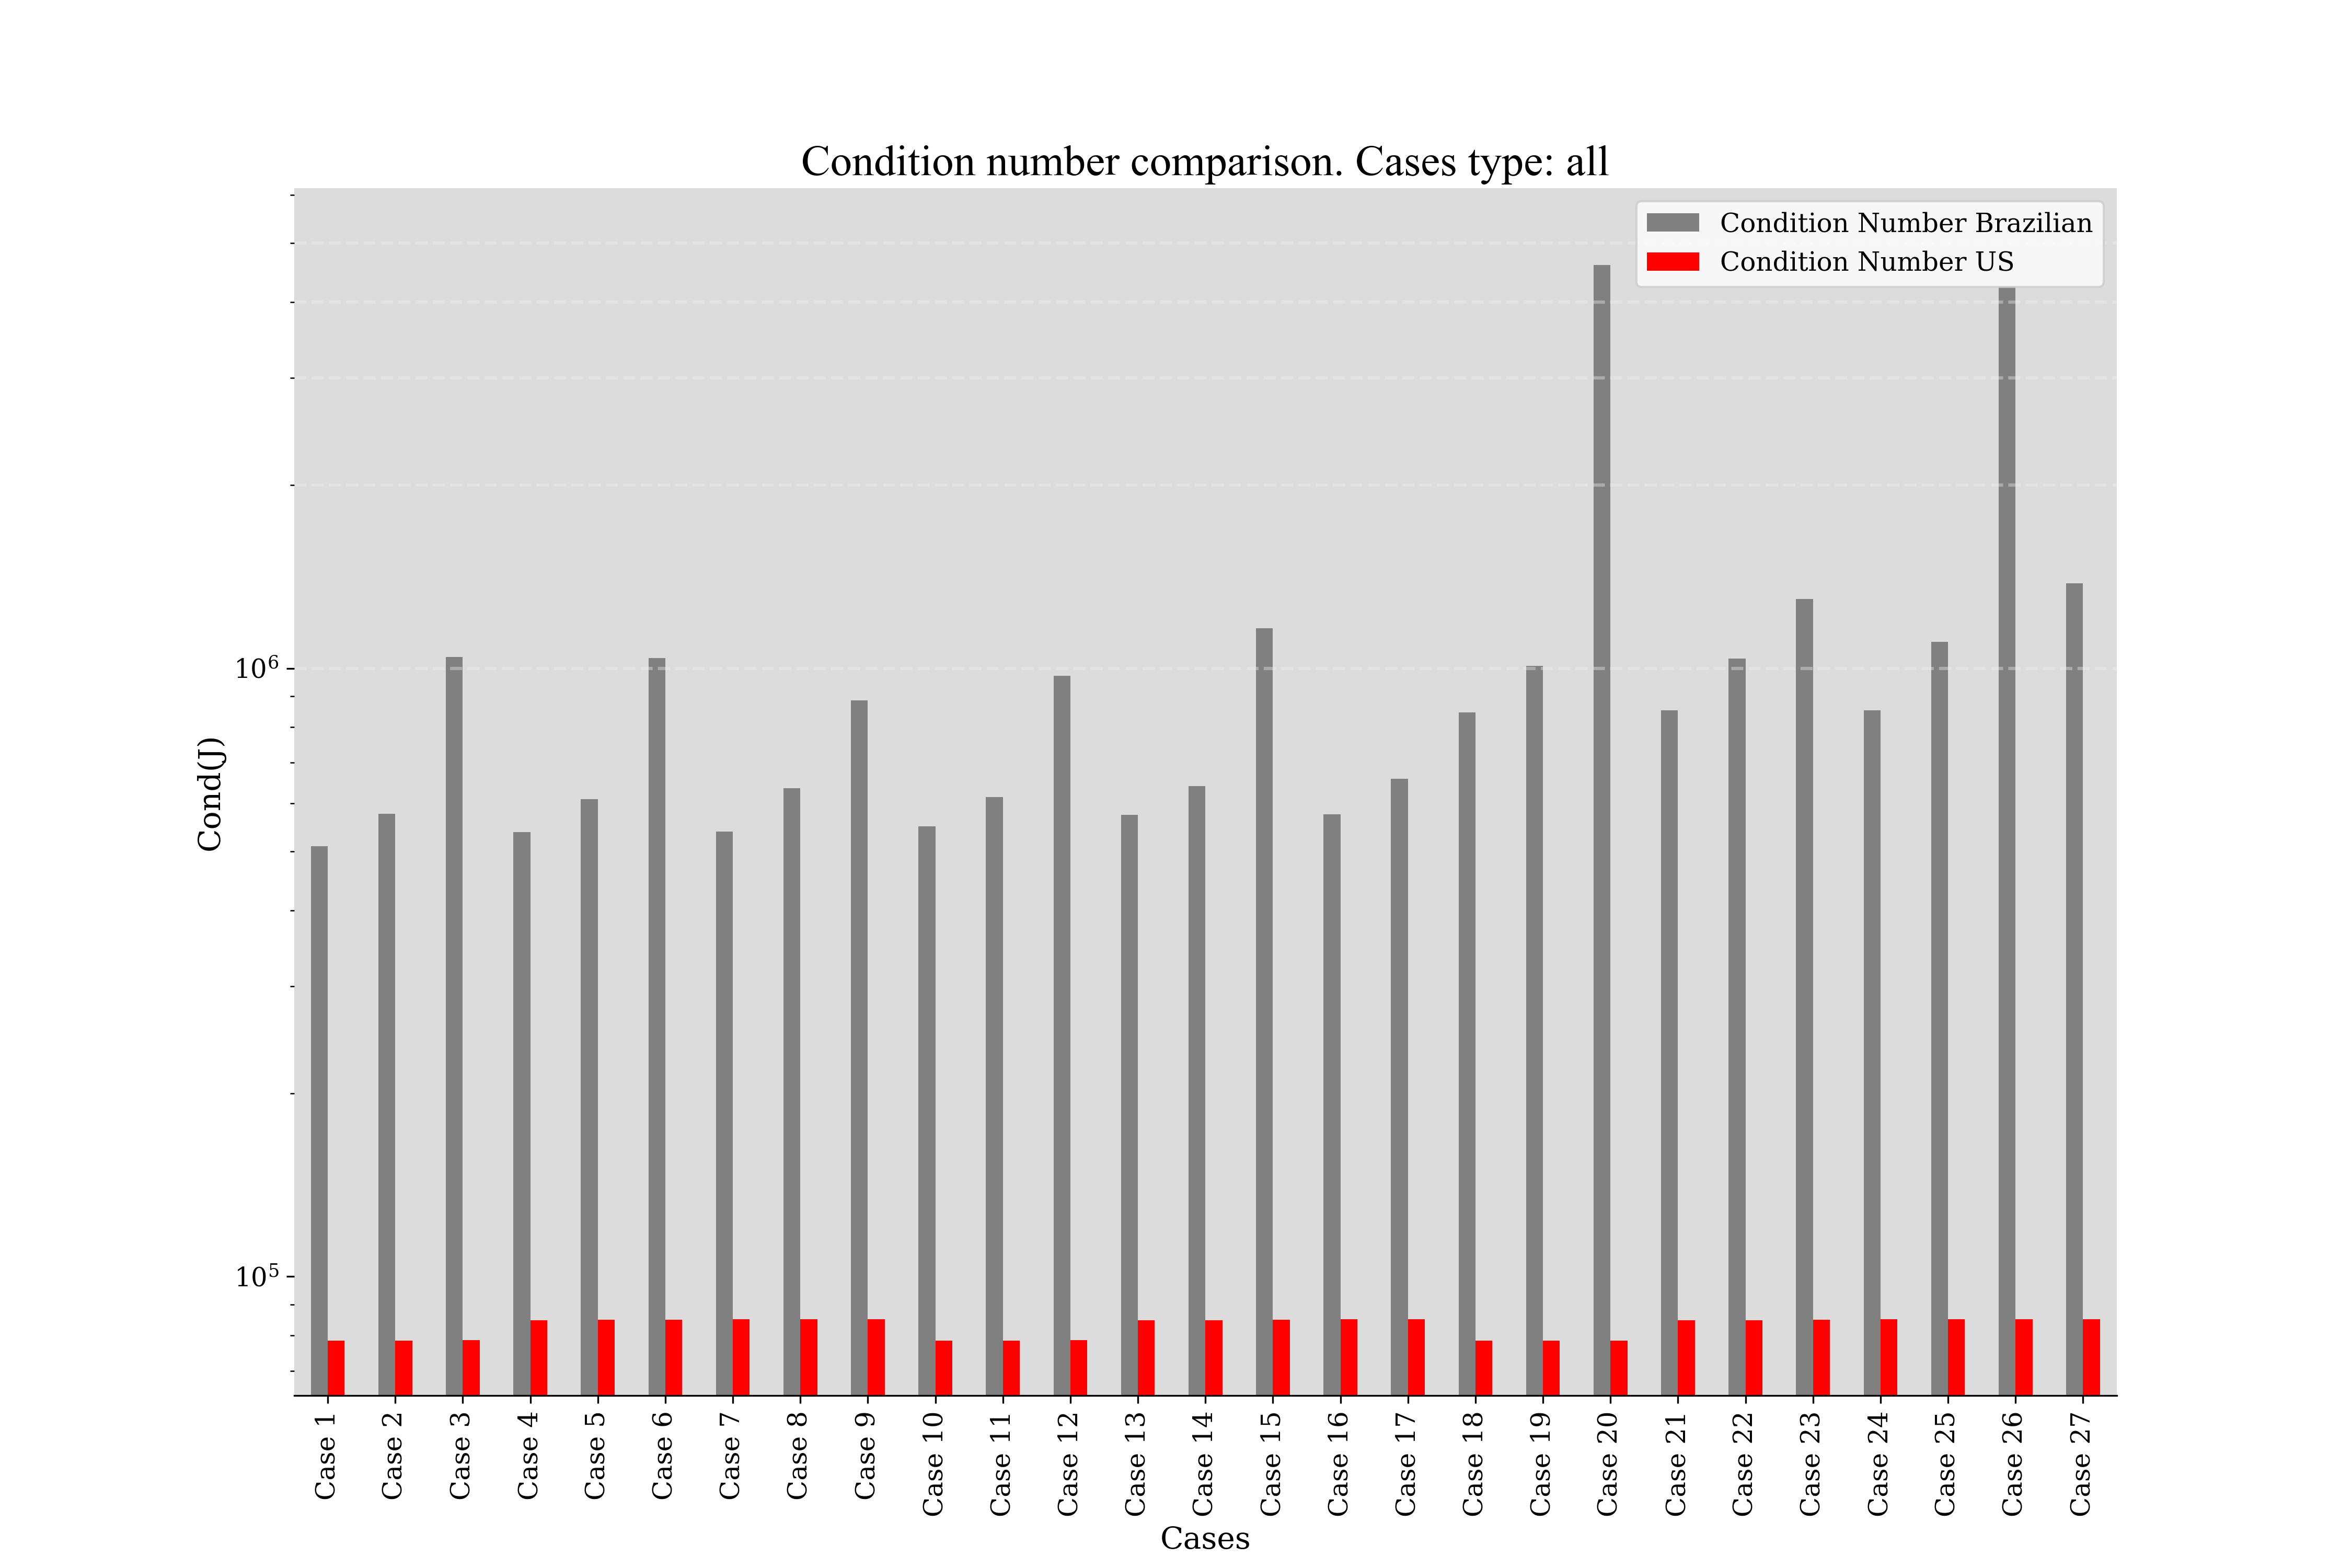 Condition number comparison. Cases type: all
Condition Number Brazilian
Condition Number US
10⁶
10⁵
Cond(J)
Case 1
Case 2
Case 3
Case 4
Case 5
Case 6
Case 7
Case 8
Case 9
Case 10
Case 11
Case 12
Case 13
Case 14
Case 15
Case 16
Case 17
Case 18
Case 19
Case 20
Case 21
Case 22
Case 23
Case 24
Case 25
Case 26
Case 27
Cases